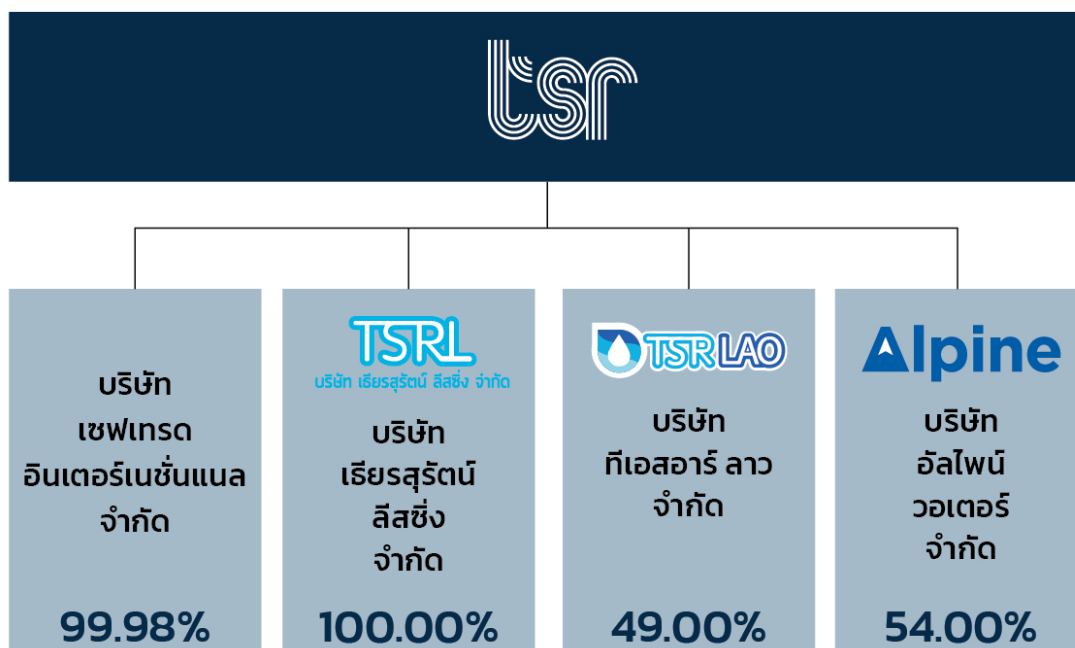 tsr
บริษัท
เซฟเทรด
อินเตอร์เนชั่นแนล
จำกัด
99.98%
TSRL
บริษัท เธียรสุรัตน์ ลีสซิ่ง จำกัด
บริษัท
เธียรสุรัตน์
ลีสซิ่ง
จำกัด
100.00%
TSR LAO
บริษัท
ทีเอสอาร์ ลาว
จำกัด
49.00%
Alpine
บริษัท
อัลไพน์
วอเตอร์
จำกัด
54.00%